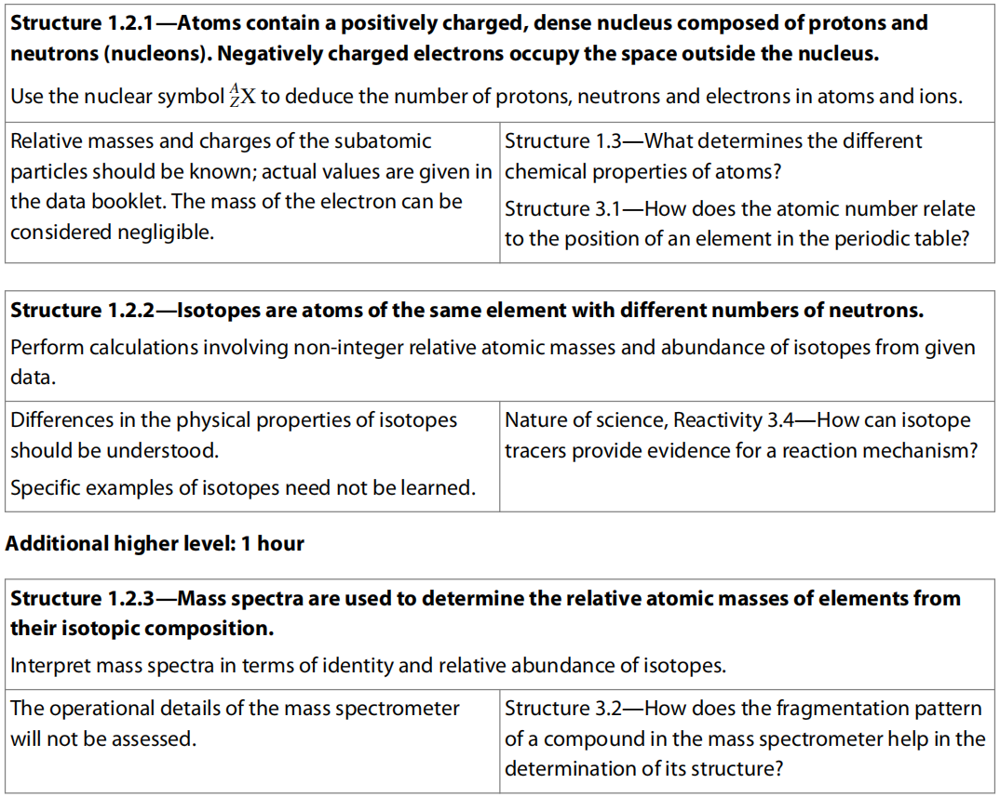 Structure 1.2.1—Atoms contain a positively charged, dense nucleus composed of protons and
neutrons (nucleons). Negatively charged electrons occupy the space outside the nucleus.
Use the nuclear symbol ᴬ_ZX to deduce the number of protons, neutrons and electrons in atoms and ions.
Relative masses and charges of the subatomic
particles should be known; actual values are given in
the data booklet. The mass of the electron can be
considered negligible.
Structure 1.3—What determines the different
chemical properties of atoms?
Structure 3.1—How does the atomic number relate
to the position of an element in the periodic table?
Structure 1.2.2—Isotopes are atoms of the same element with different numbers of neutrons.
Perform calculations involving non-integer relative atomic masses and abundance of isotopes from given
data.
Differences in the physical properties of isotopes
should be understood.
Specific examples of isotopes need not be learned.
Nature of science, Reactivity 3.4—How can isotope
tracers provide evidence for a reaction mechanism?
Additional higher level: 1 hour
Structure 1.2.3—Mass spectra are used to determine the relative atomic masses of elements from
their isotopic composition.
Interpret mass spectra in terms of identity and relative abundance of isotopes.
The operational details of the mass spectrometer
will not be assessed.
Structure 3.2—How does the fragmentation pattern
of a compound in the mass spectrometer help in the
determination of its structure?